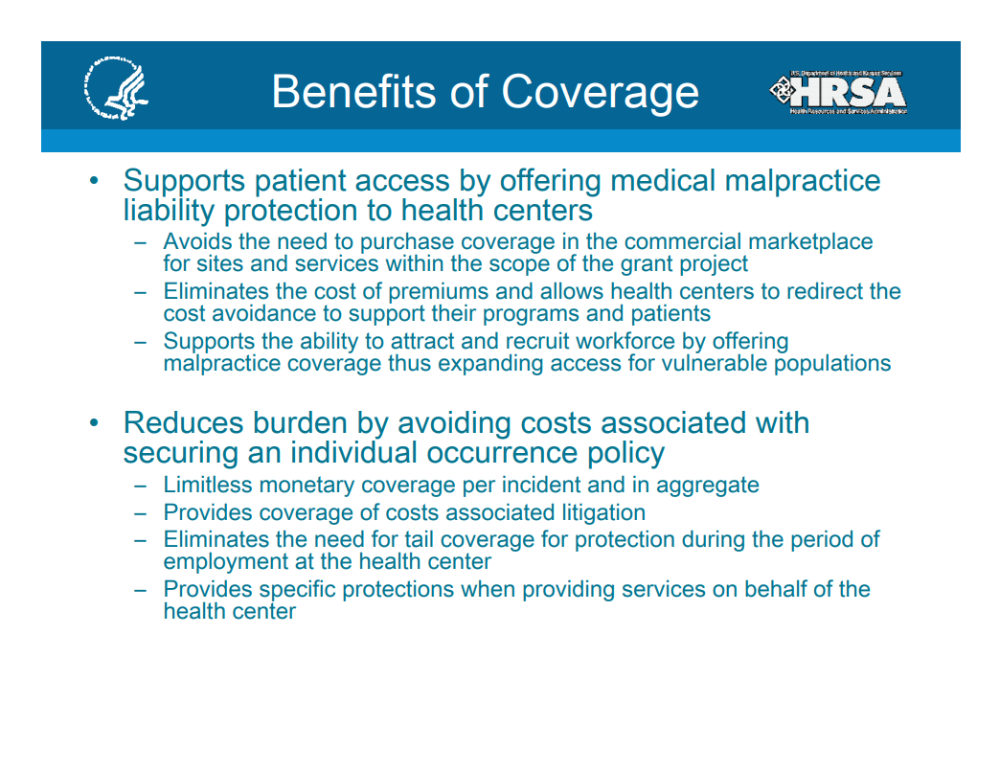 Benefits of Coverage
U.S. Department of Health and Human Services
HRSA
Health Resources and Services Administration
• Supports patient access by offering medical malpractice
liability protection to health centers
– Avoids the need to purchase coverage in the commercial marketplace
for sites and services within the scope of the grant project
– Eliminates the cost of premiums and allows health centers to redirect the
cost avoidance to support their programs and patients
– Supports the ability to attract and recruit workforce by offering
malpractice coverage thus expanding access for vulnerable populations
• Reduces burden by avoiding costs associated with
securing an individual occurrence policy
– Limitless monetary coverage per incident and in aggregate
– Provides coverage of costs associated litigation
– Eliminates the need for tail coverage for protection during the period of
employment at the health center
– Provides specific protections when providing services on behalf of the
health center